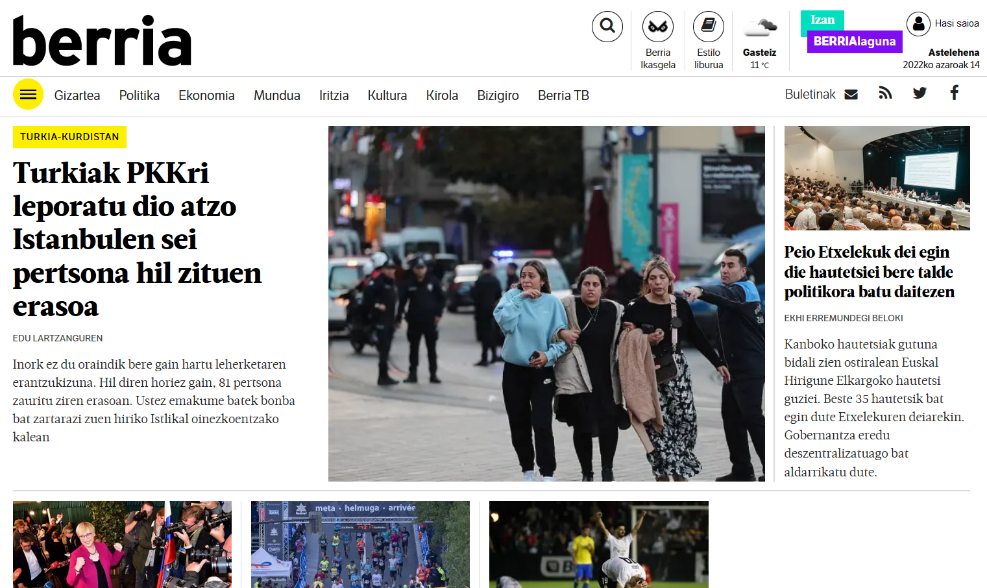 berria
Berria
Ikasgela
Estilo
liburua
Gasteiz
11 °C
Izan
BERRIAlaguna
Hasi saioa
Astelehena
2022ko azaroak 14
Gizartea
Politika
Ekonomia
Mundua
Iritzia
Kultura
Kirola
Bizigiro
Berria TB
Buletinak
TURKIA-KURDISTAN
Turkiak PKKri
leporatu dio atzo
Istanbulen sei
pertsona hil zituen
erasoa
EDU LARTZANGUREN
Inork ez du oraindik bere gain hartu leherketaren
erantzukizuna. Hil diren horiez gain, 81 pertsona
zauritu ziren erasoan. Ustez emakume batek bonba
bat zartarazi zuen hiriko Istlikal oinezkoentzako
kalean
Peio Etxelekuk dei egin
die hautetsiei bere talde
politikora batu daitezen
EKHI ERREMUNDEGI BELOKI
Kanboko hautetsiak gutuna
bidali zien ostiralean Euskal
Hirigune Elkargoko hautetsi
guziei. Beste 35 hautetsik bat
egin dute Etxelekuren deiarekin.
Gobernantza eredu
deszentralizatuago bat
aldarrikatu dute.
meta - helmuga - arrivée